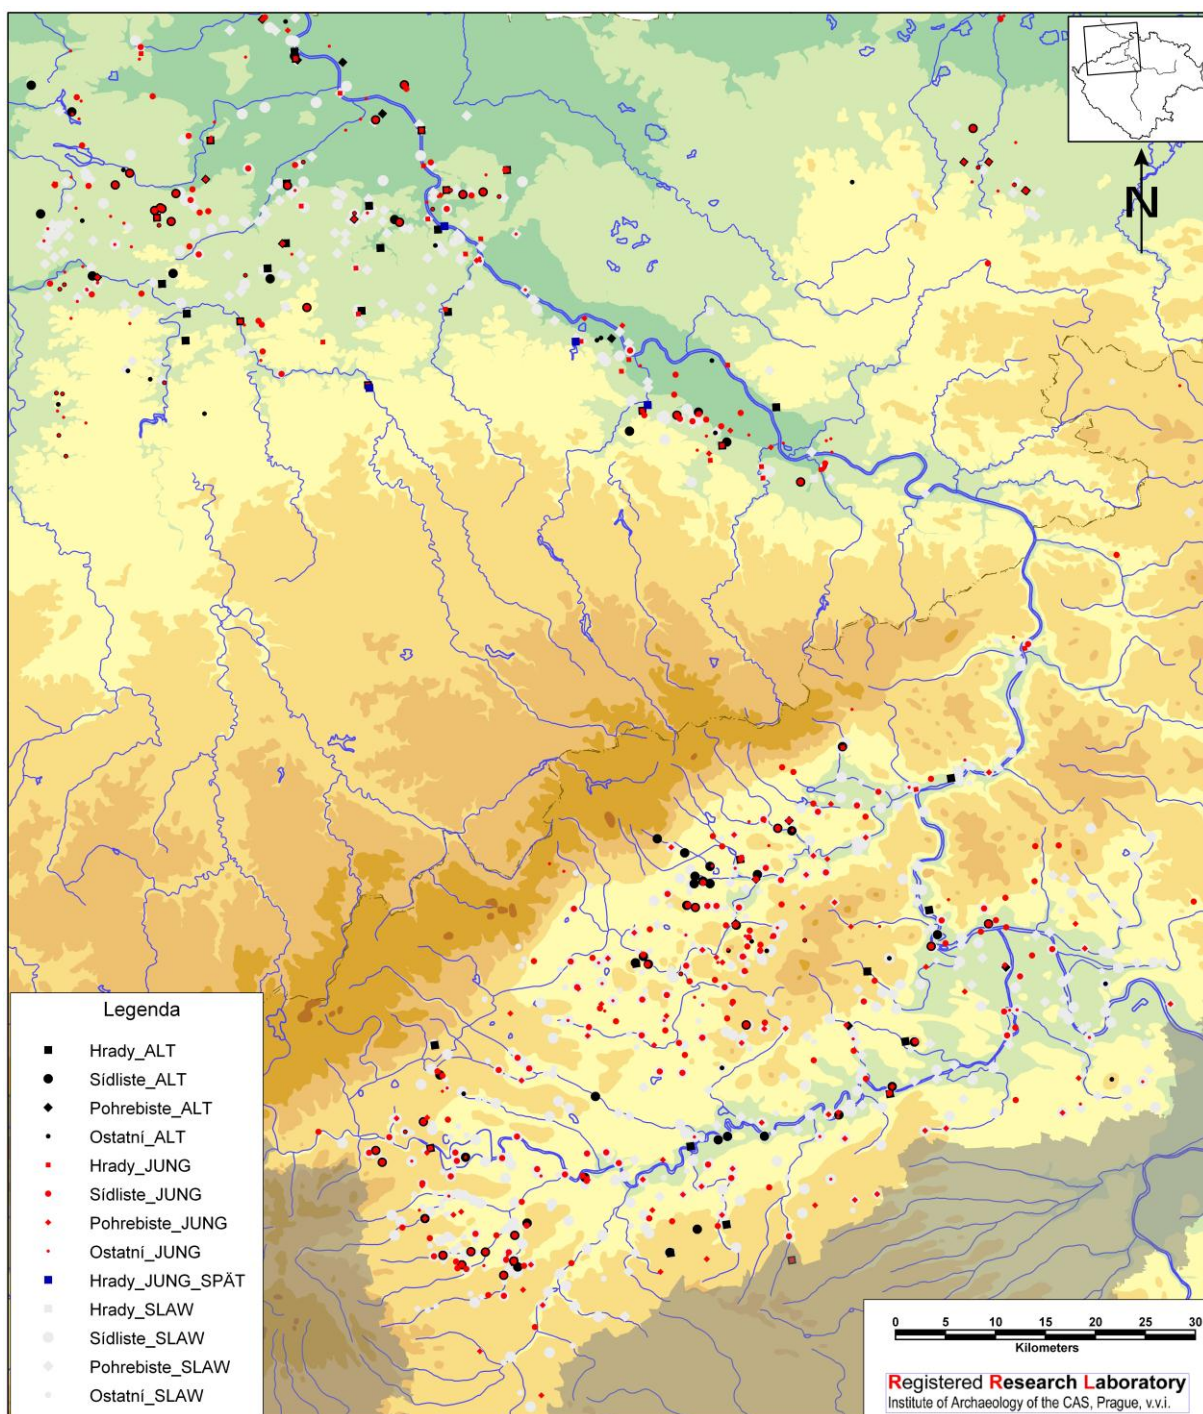 N
Legenda
Hrady_ALT
Sídliste_ALT
Pohrebiste_ALT
Ostatní_ALT
Hrady_JUNG
Sídliste_JUNG
Pohrebiste_JUNG
Ostatní_JUNG
Hrady_JUNG_SPÄT
Hrady_SLAW
Sídliste_SLAW
Pohrebiste_SLAW
Ostatní_SLAW
0 5 10 15 20 25 30
Kilometers
Registered Research Laboratory
Institute of Archaeology of the CAS, Prague, v.v.i.